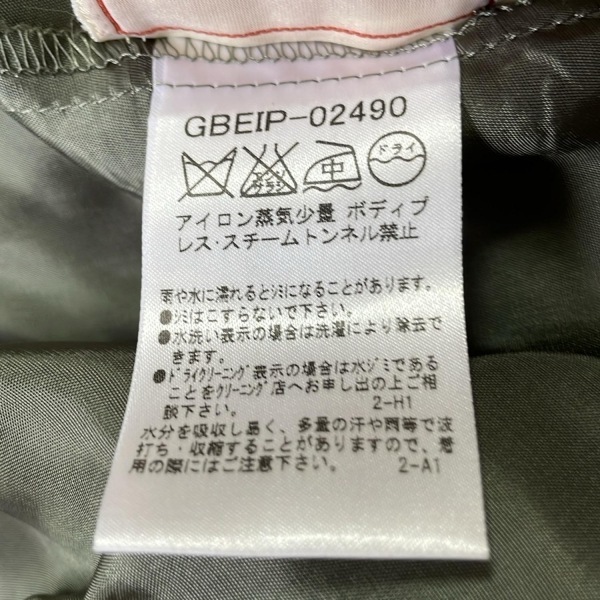 GBEIP-02490
エンソ サラシ 中 ドライ
アイロン蒸気少量 ボディプ
レス・スチームトンネル禁止
雨や水に濡れるとシミになることがあります。
●シミはこすらないで下さい。
●水洗い表示の場合は洗濯により除去で
きます。
●ドライクリーニング表示の場合は水ジミであ
ることをクリーニング店へお申し出の上ご相
談下さい。 2-H1
水分を吸収し易く、多量の汗や雨等で波
打ち・収縮することがありますので、着
用の際にはご注意下さい。 2-A1